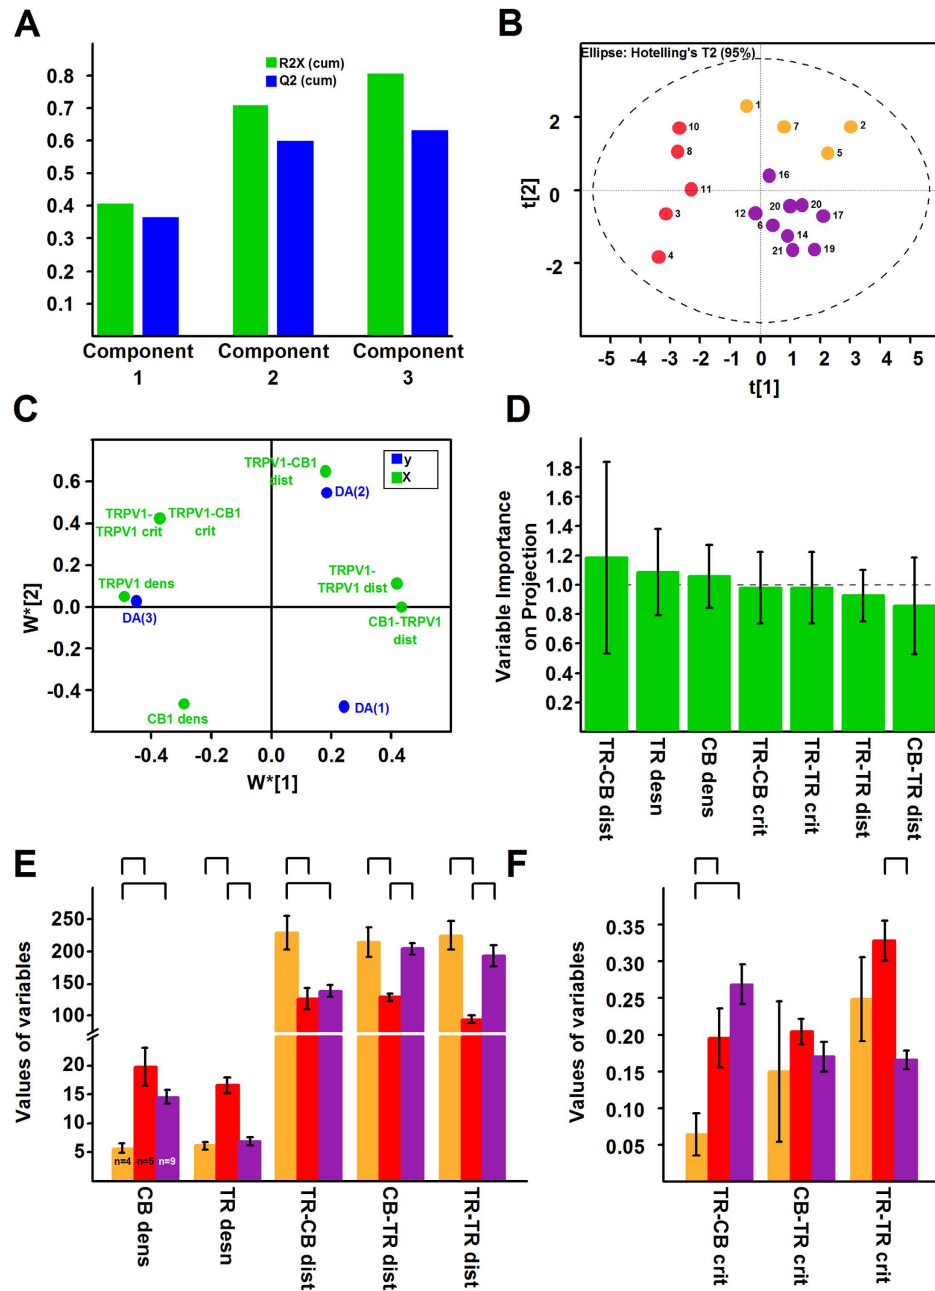 A
R2X (cum)
Q2 (cum)
0.8
0.7
0.6
0.5
0.4
0.3
0.2
0.1
Component
1
Component
2
Component
3
B
Ellipse: Hotelling's T2 (95%)
t[2]
2
0
-2
1
7
2
5
10
8
11
3
4
16
12
20
20
17
6
14
21
19
-5
-4
-3
-2
-1
0
1
2
3
4
5
t[1]
C
W*[2]
0.6
0.4
0.2
0.0
-0.2
-0.4
y
X
TRPV1-CB1
dist
DA(2)
TRPV1-
TRPV1 crit
TRPV1-CB1
crit
TRPV1-
TRPV1 dist
TRPV1 dens
DA(3)
CB1-TRPV1
dist
CB1 dens
DA(1)
-0.4
-0.2
0.0
0.2
0.4
W*[1]
D
Variable Importance
on Projection
1.8
1.6
1.4
1.2
1.0
0.8
0.6
0.4
0.2
TR-CB dist
TR desn
CB dens
TR-CB crit
TR-TR crit
TR-TR dist
CB-TR dist
E
Values of variables
250
200
150
100
20
15
10
5
n=4
n=5
n=9
CB dens
TR desn
TR-CB dist
CB-TR dist
TR-TR dist
F
Values of variables
0.35
0.30
0.25
0.20
0.15
0.10
0.05
TR-CB crit
CB-TR crit
TR-TR crit